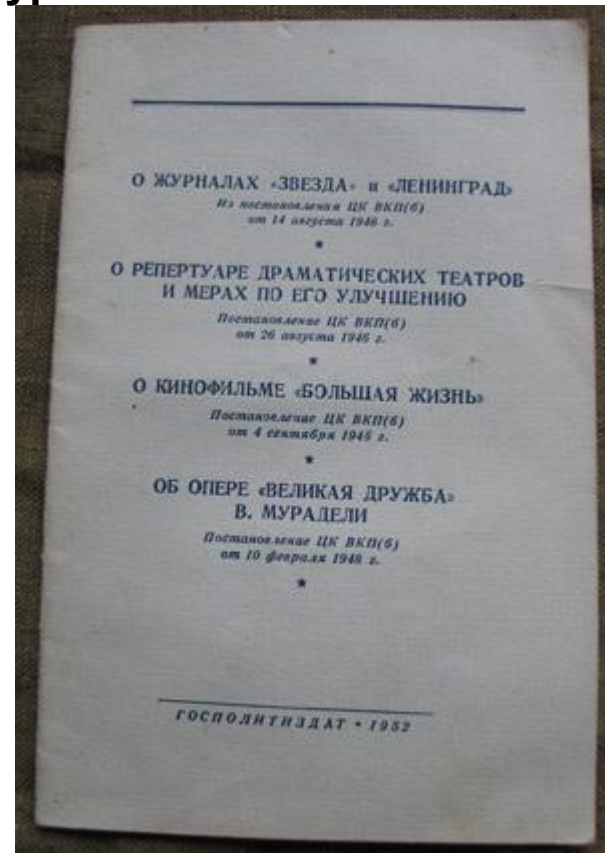 О ЖУРНАЛАХ «ЗВЕЗДА» и «ЛЕНИНГРАД»
Из постановления ЦК ВКП(б)
от 14 августа 1946 г.
*
О РЕПЕРТУАРЕ ДРАМАТИЧЕСКИХ ТЕАТРОВ
И МЕРАХ ПО ЕГО УЛУЧШЕНИЮ
Постановление ЦК ВКП(б)
от 26 августа 1946 г.
*
О КИНОФИЛЬМЕ «БОЛЬШАЯ ЖИЗНЬ»
Постановление ЦК ВКП(б)
от 4 сентября 1946 г.
*
ОБ ОПЕРЕ «ВЕЛИКАЯ ДРУЖБА»
В. МУРАДЕЛИ
Постановление ЦК ВКП(б)
от 10 февраля 1948 г.
*
ГОСПОЛИТИЗДАТ • 1952